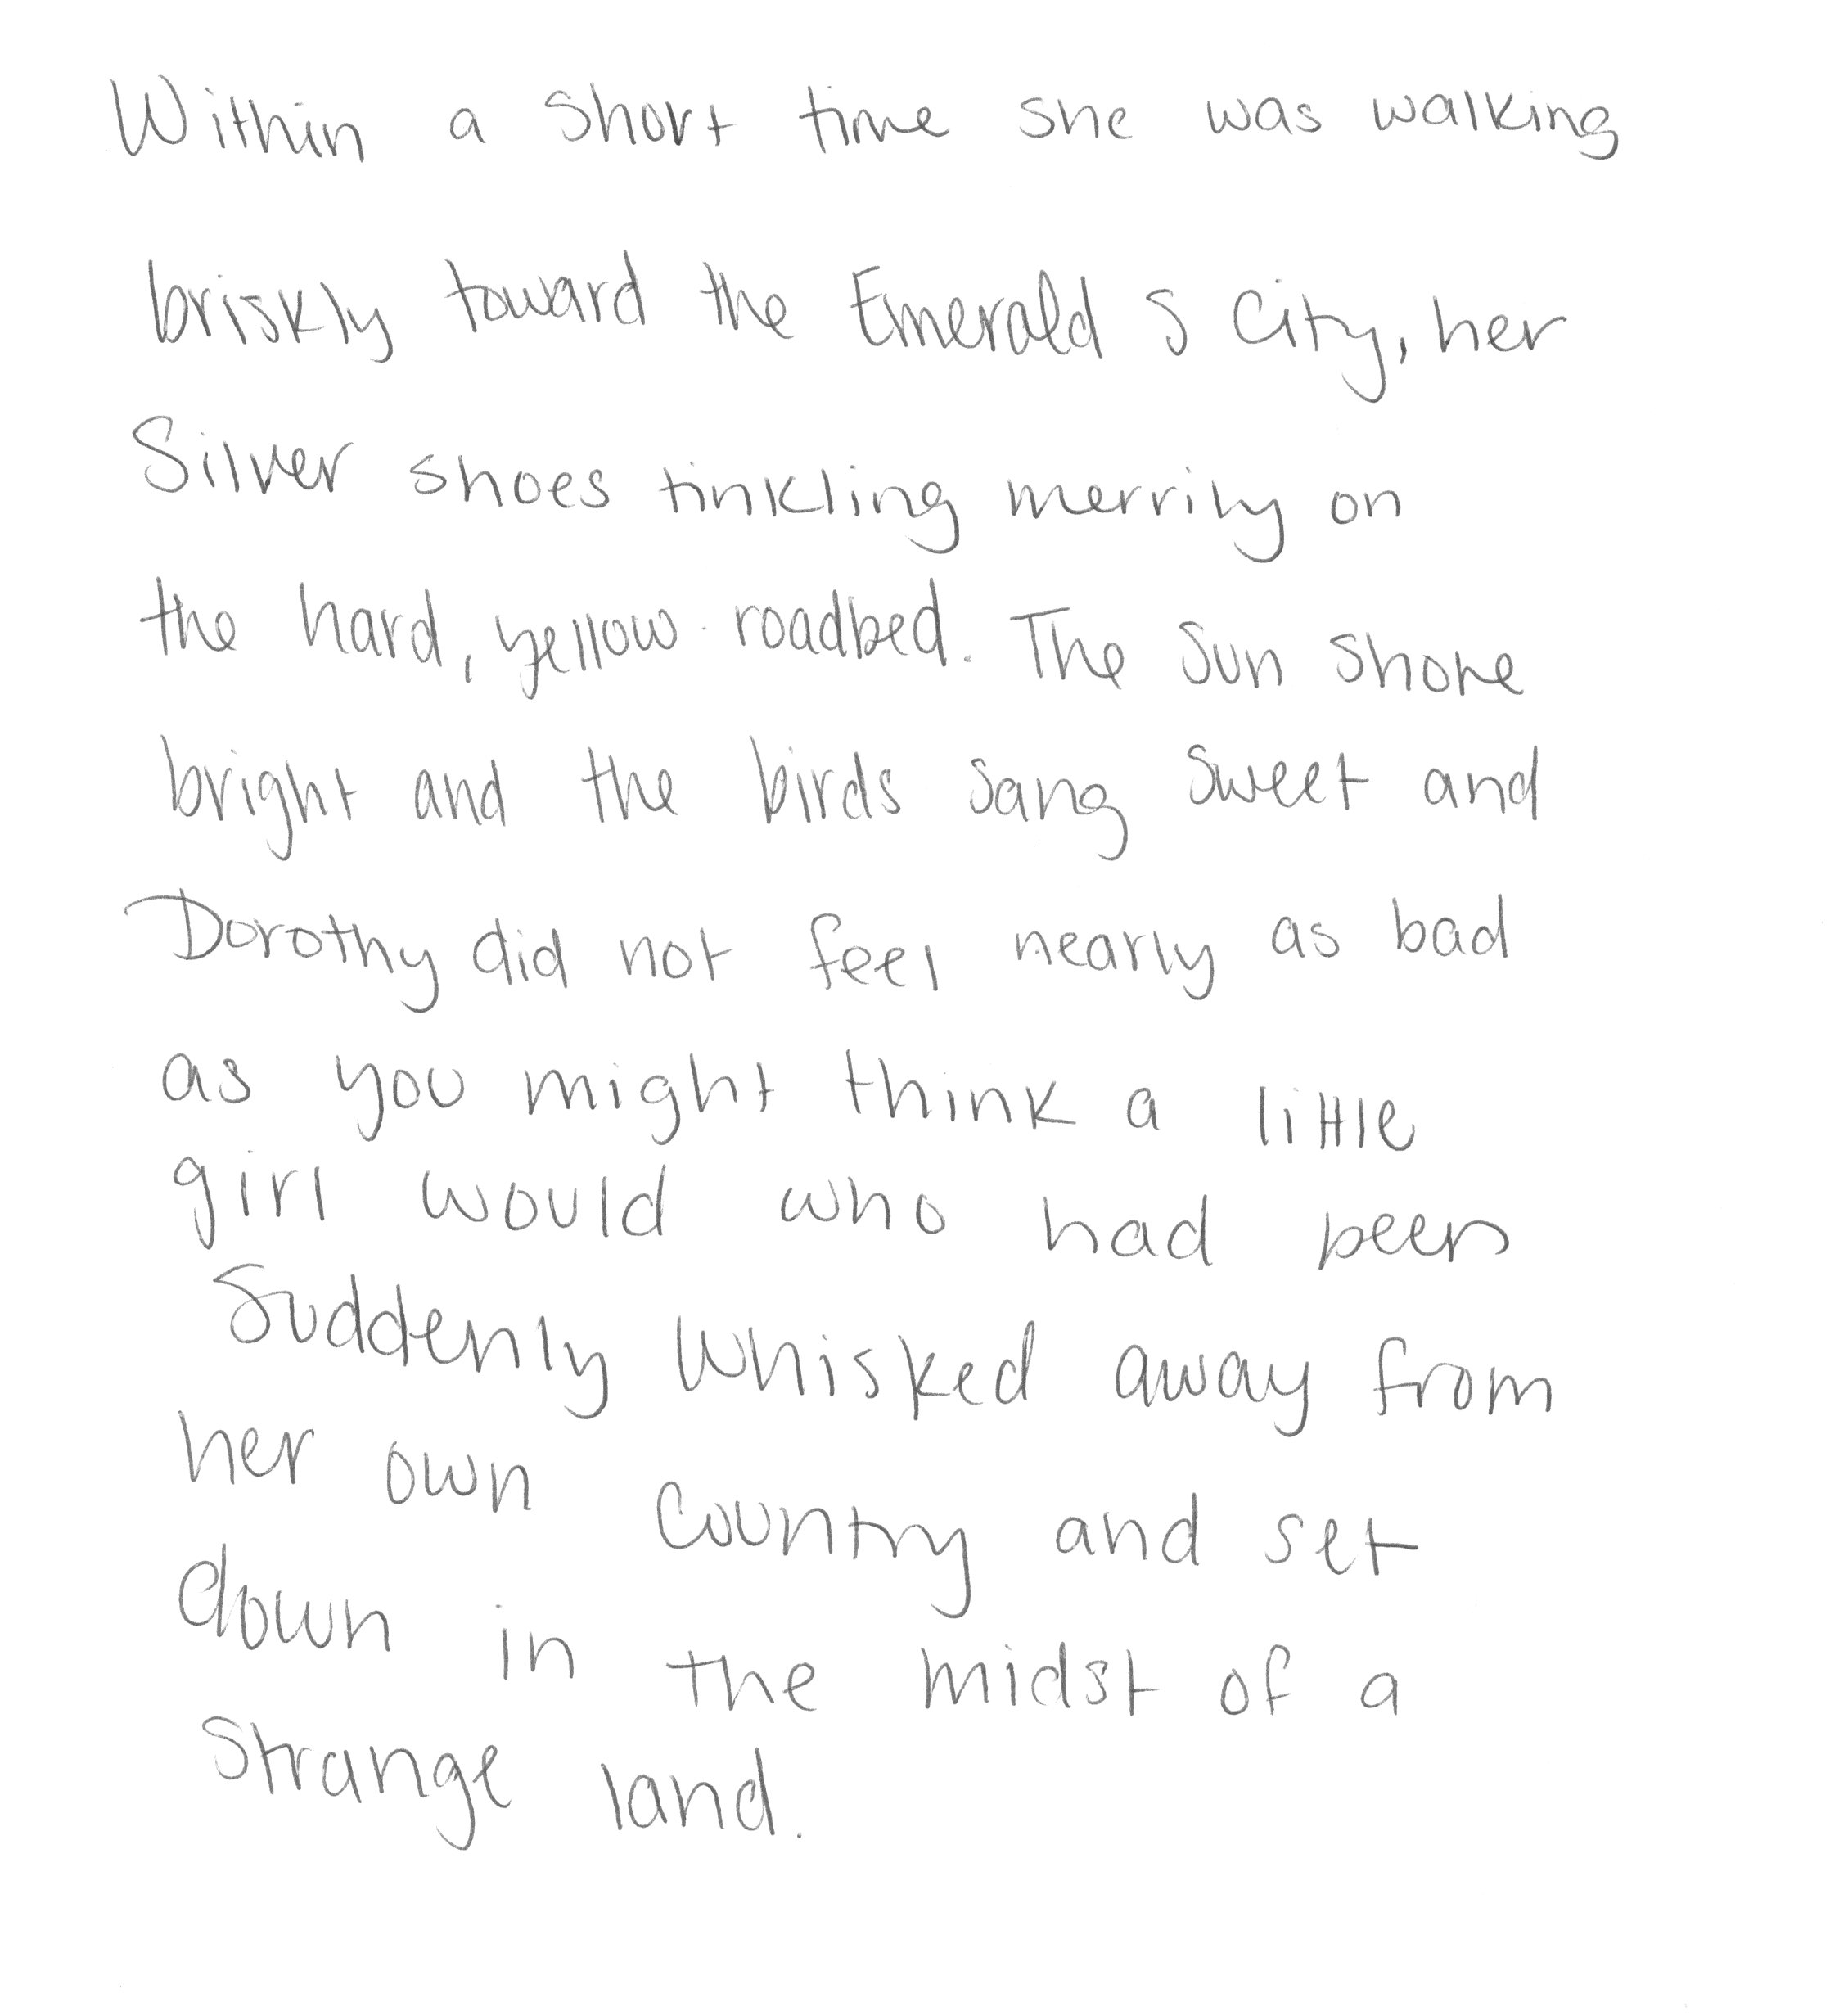 Within a short time she was walking
briskly toward the Emerald S City, her
Silver shoes tinkling merrily on
the hard, yellow roadbed. The sun shone
bright and the birds sang sweet and
Dorothy did not feel nearly as bad
as you might think a little
girl would who had been
Suddenly whisked away from
her own Country and set
down in the midst of a
Strange land.